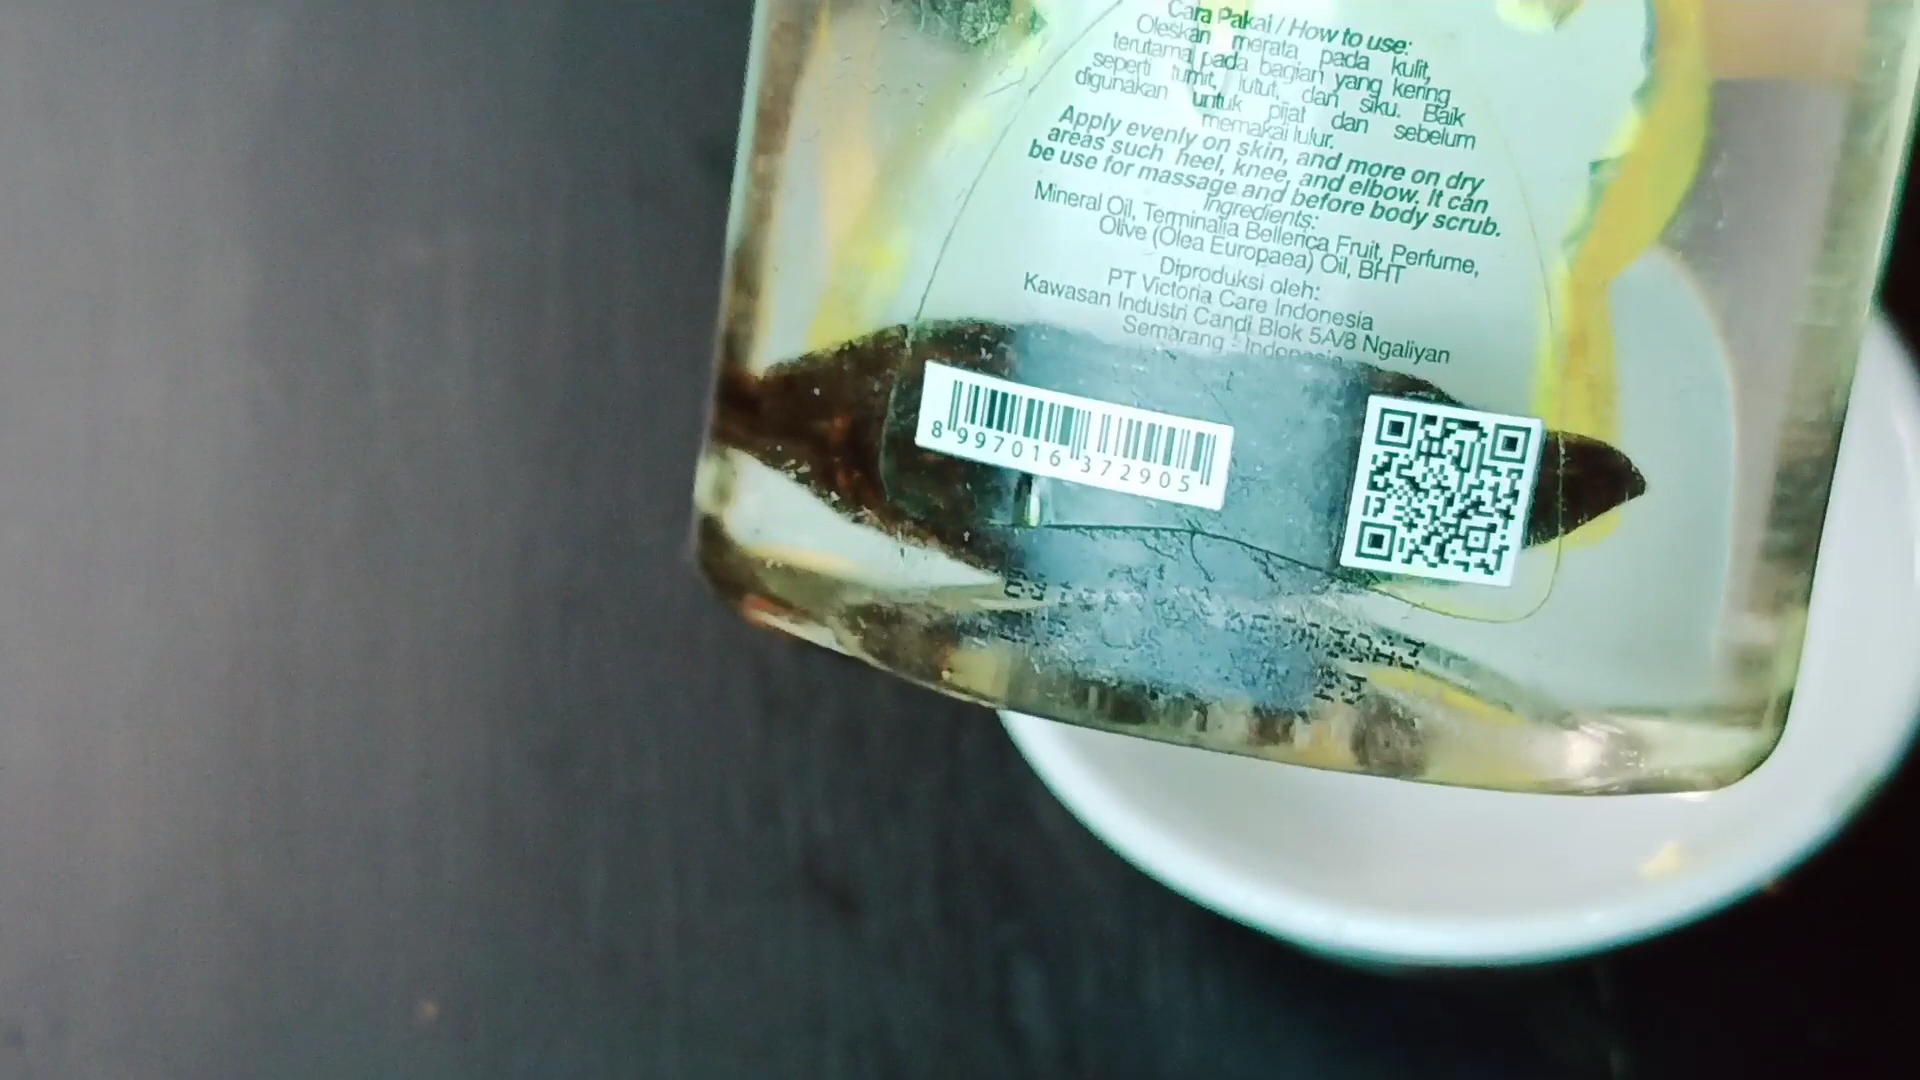 Cara Pakai / How to use:
Oleskan merata pada kulit,
terutama pada bagian yang kering
seperti tumit, lutut, dan siku. Baik
digunakan untuk pijat dan sebelum
memakai lulur.
Apply evenly on skin, and more on dry
areas such heel, knee, and elbow. It can
be use for massage and before body scrub.
Ingredients:
Mineral Oil, Terminalia Bellerica Fruit, Perfume,
Olive (Olea Europaea) Oil, BHT
Diproduksi oleh:
PT Victoria Care Indonesia
Kawasan Industri Candi Blok 5A/8 Ngaliyan
Semarang - Indonesia
8 997016 372905